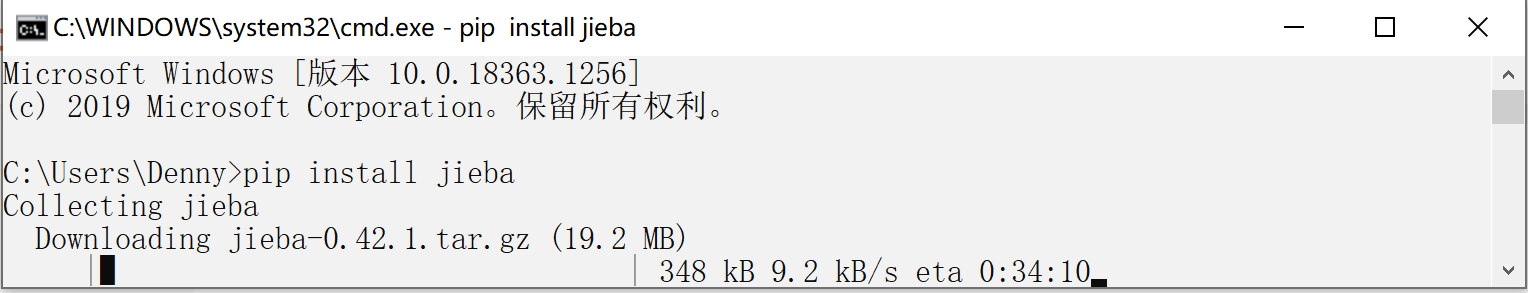 C:\WINDOWS\system32\cmd.exe - pip  install jieba
Microsoft Windows [版本 10.0.18363.1256]
(c) 2019 Microsoft Corporation。保留所有权利。
C:\Users\Denny>pip install jieba
Collecting jieba
  Downloading jieba-0.42.1.tar.gz (19.2 MB)
     |█                               | 348 kB 9.2 kB/s eta 0:34:10